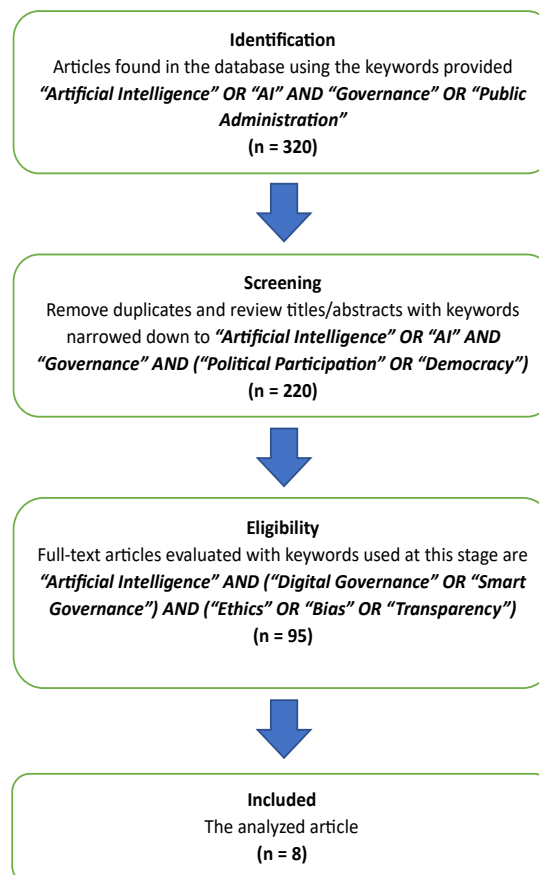 Identification
Articles found in the database using the keywords provided
“Artificial Intelligence” OR “AI” AND “Governance” OR “Public
Administration”
(n = 320)
Screening
Remove duplicates and review titles/abstracts with keywords
narrowed down to “Artificial Intelligence” OR “AI” AND
“Governance” AND (“Political Participation” OR “Democracy”)
(n = 220)
Eligibility
Full-text articles evaluated with keywords used at this stage are
“Artificial Intelligence” AND (“Digital Governance” OR “Smart
Governance”) AND (“Ethics” OR “Bias” OR “Transparency”)
(n = 95)
Included
The analyzed article
(n = 8)